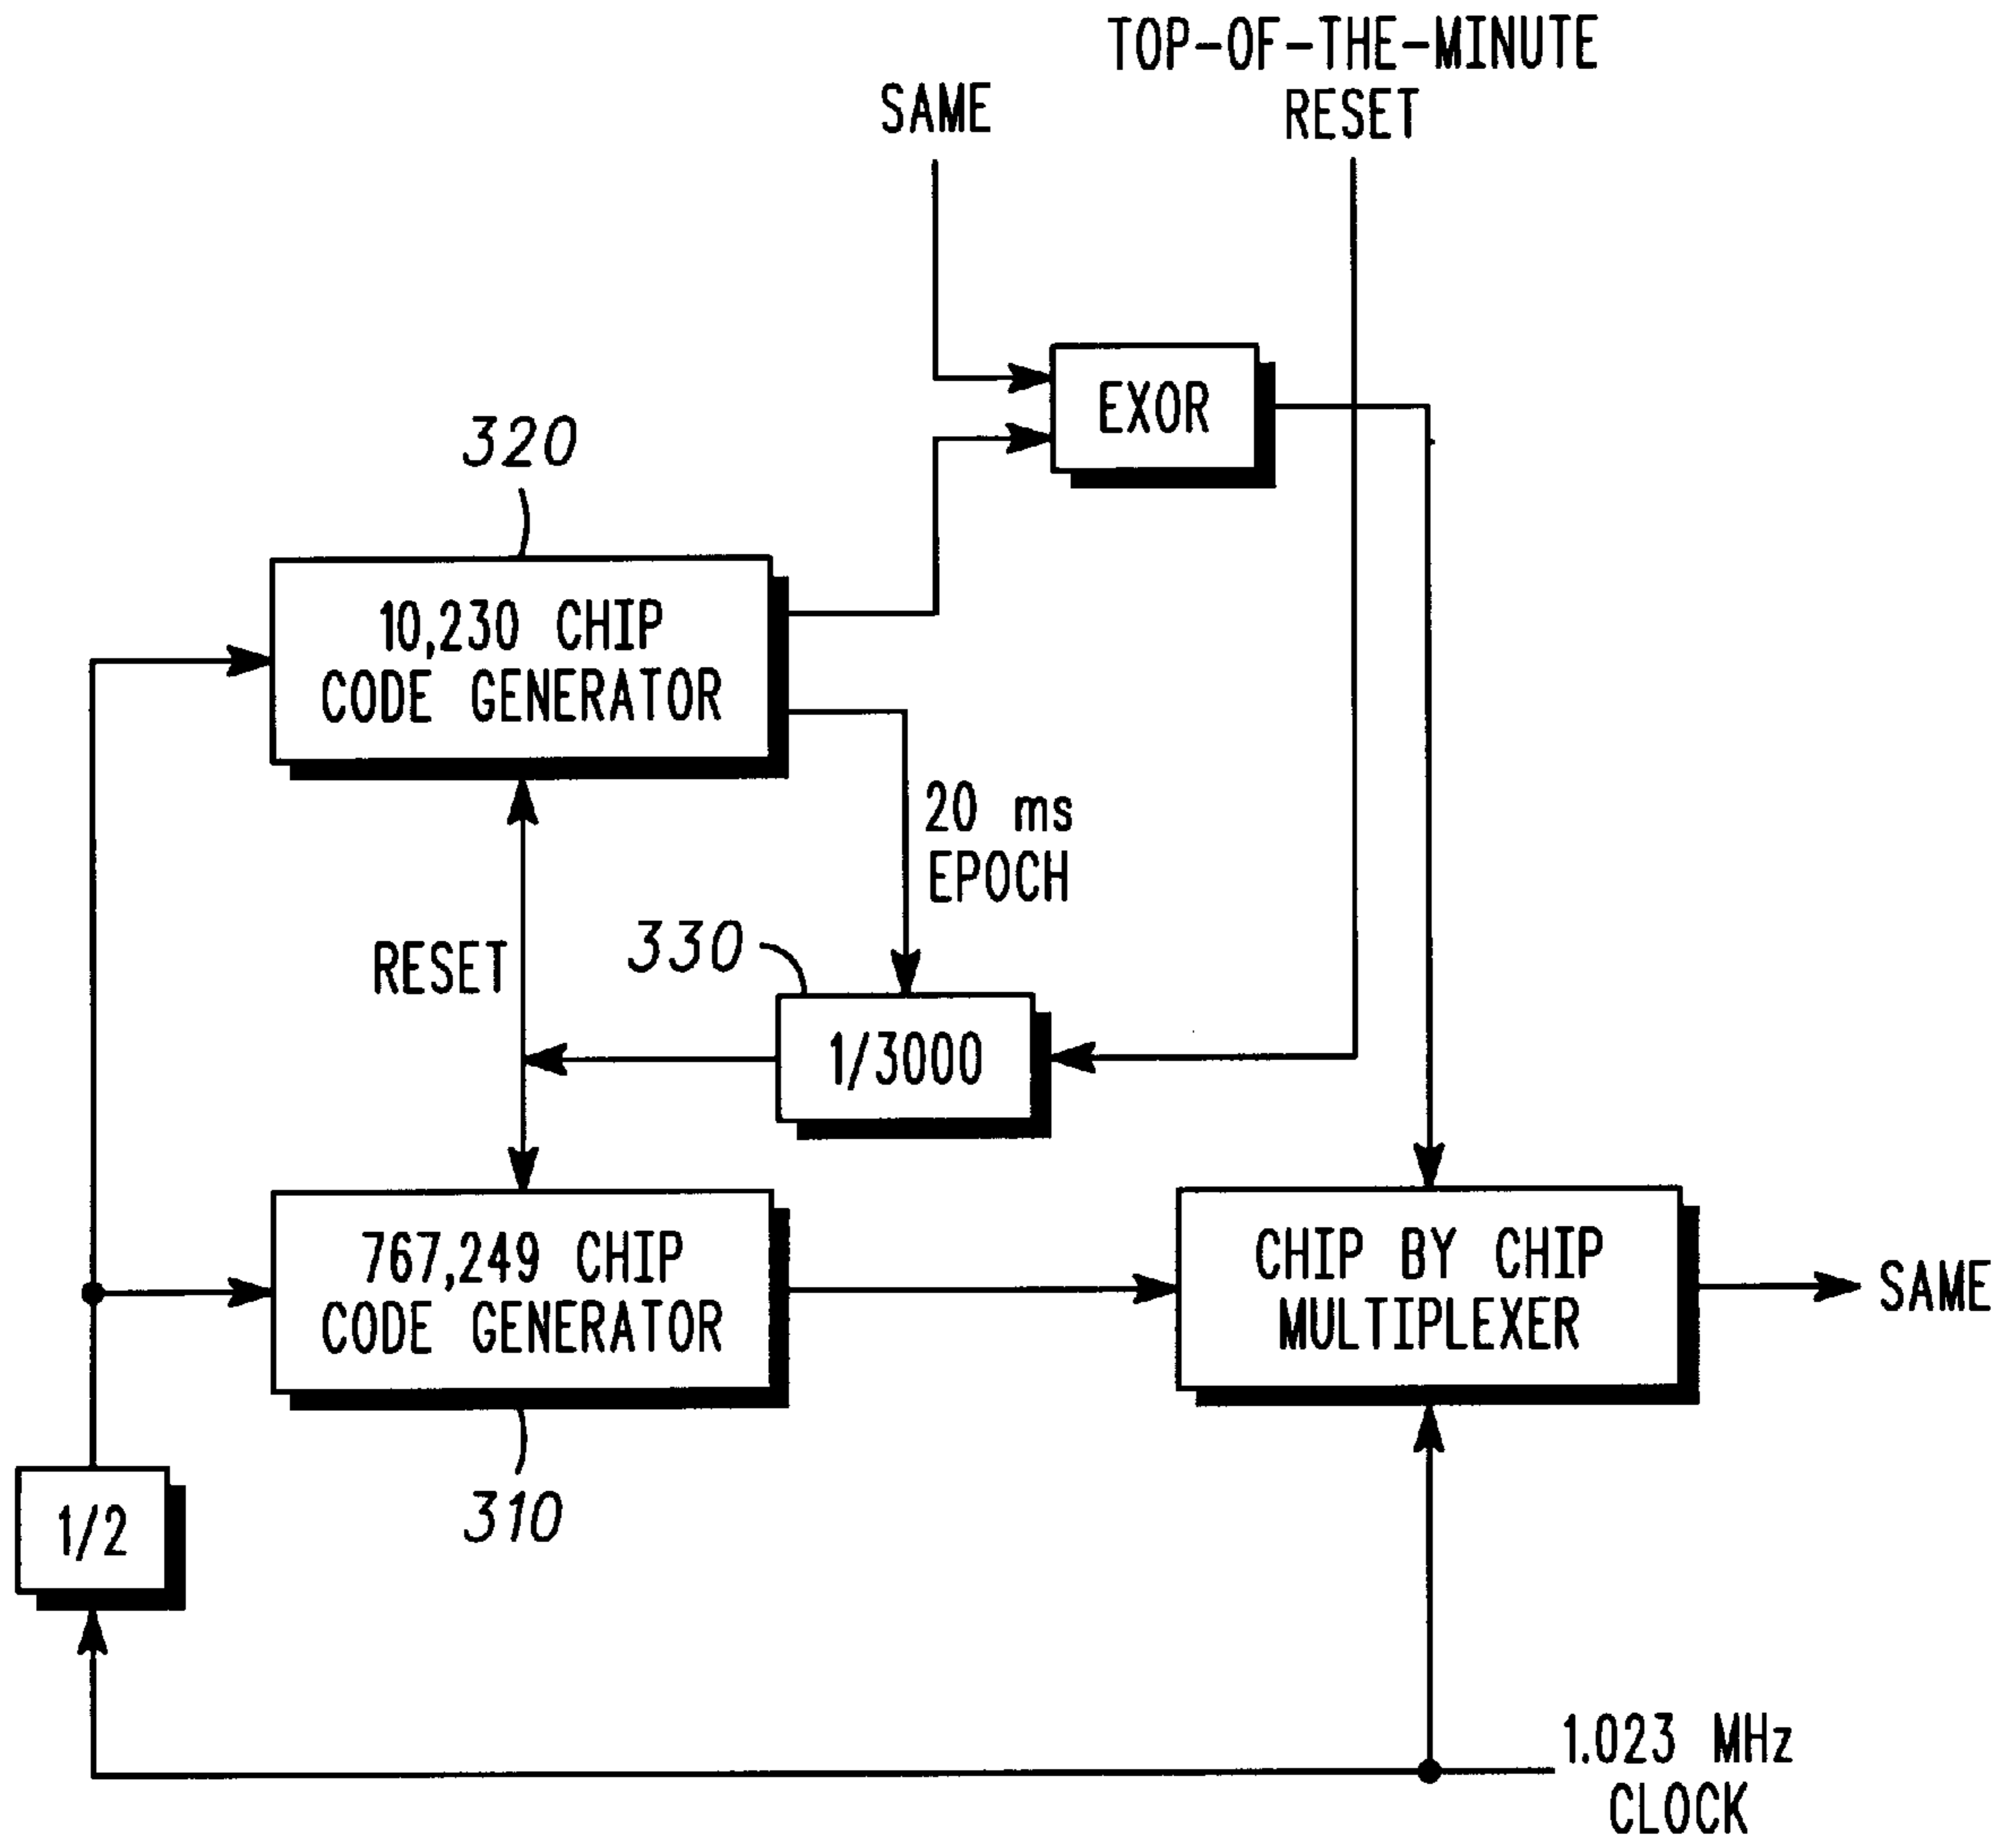 TOP-OF-THE-MINUTE
RESET
SAME
EXOR
320
10,230 CHIP
CODE GENERATOR
20 ms
EPOCH
330
RESET
1/3000
767,249 CHIP
CODE GENERATOR
CHIP BY CHIP
MULTIPLEXER
SAME
310
1/2
1.023 MHz
CLOCK